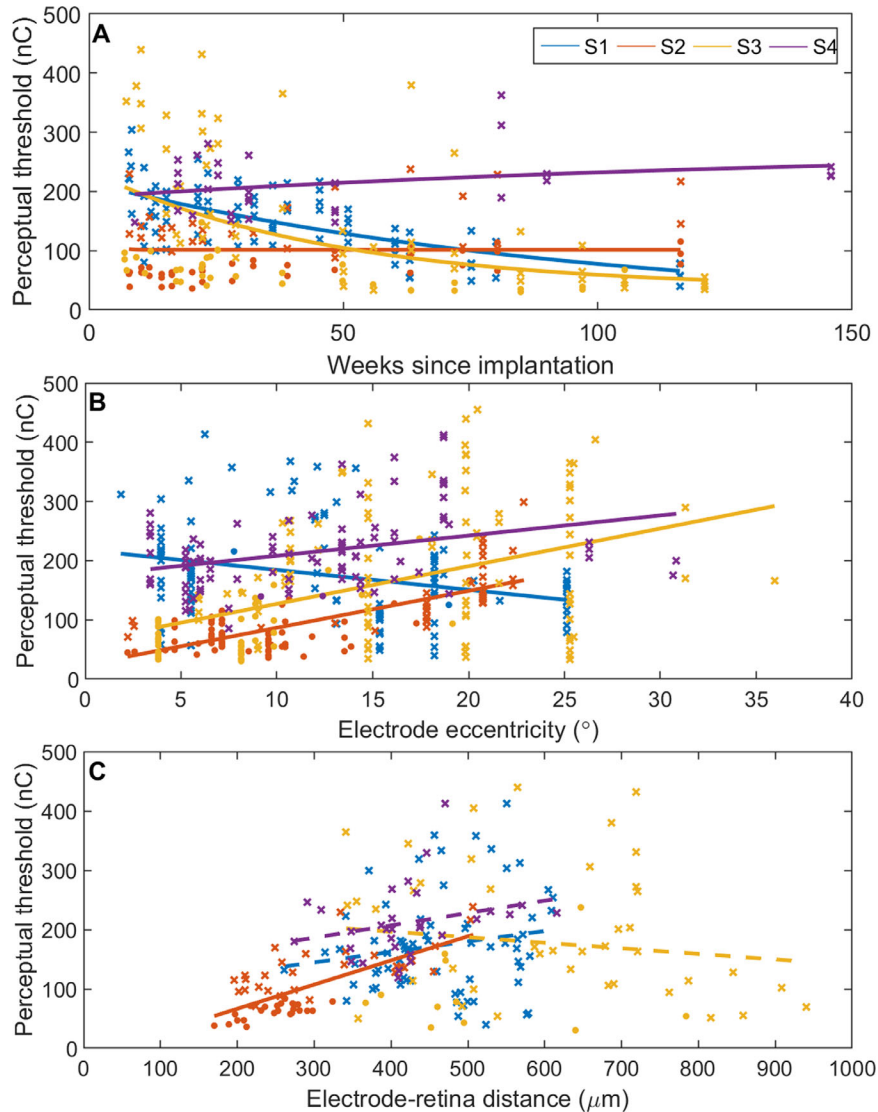 A
S1 S2 S3 S4
500
400
300
200
100
0
Perceptual threshold (nC)
0 50 100 150
Weeks since implantation
B
500
400
300
200
100
0
Perceptual threshold (nC)
0 5 10 15 20 25 30 35 40
Electrode eccentricity (°)
C
500
400
300
200
100
0
Perceptual threshold (nC)
0 100 200 300 400 500 600 700 800 900 1000
Electrode-retina distance (μm)